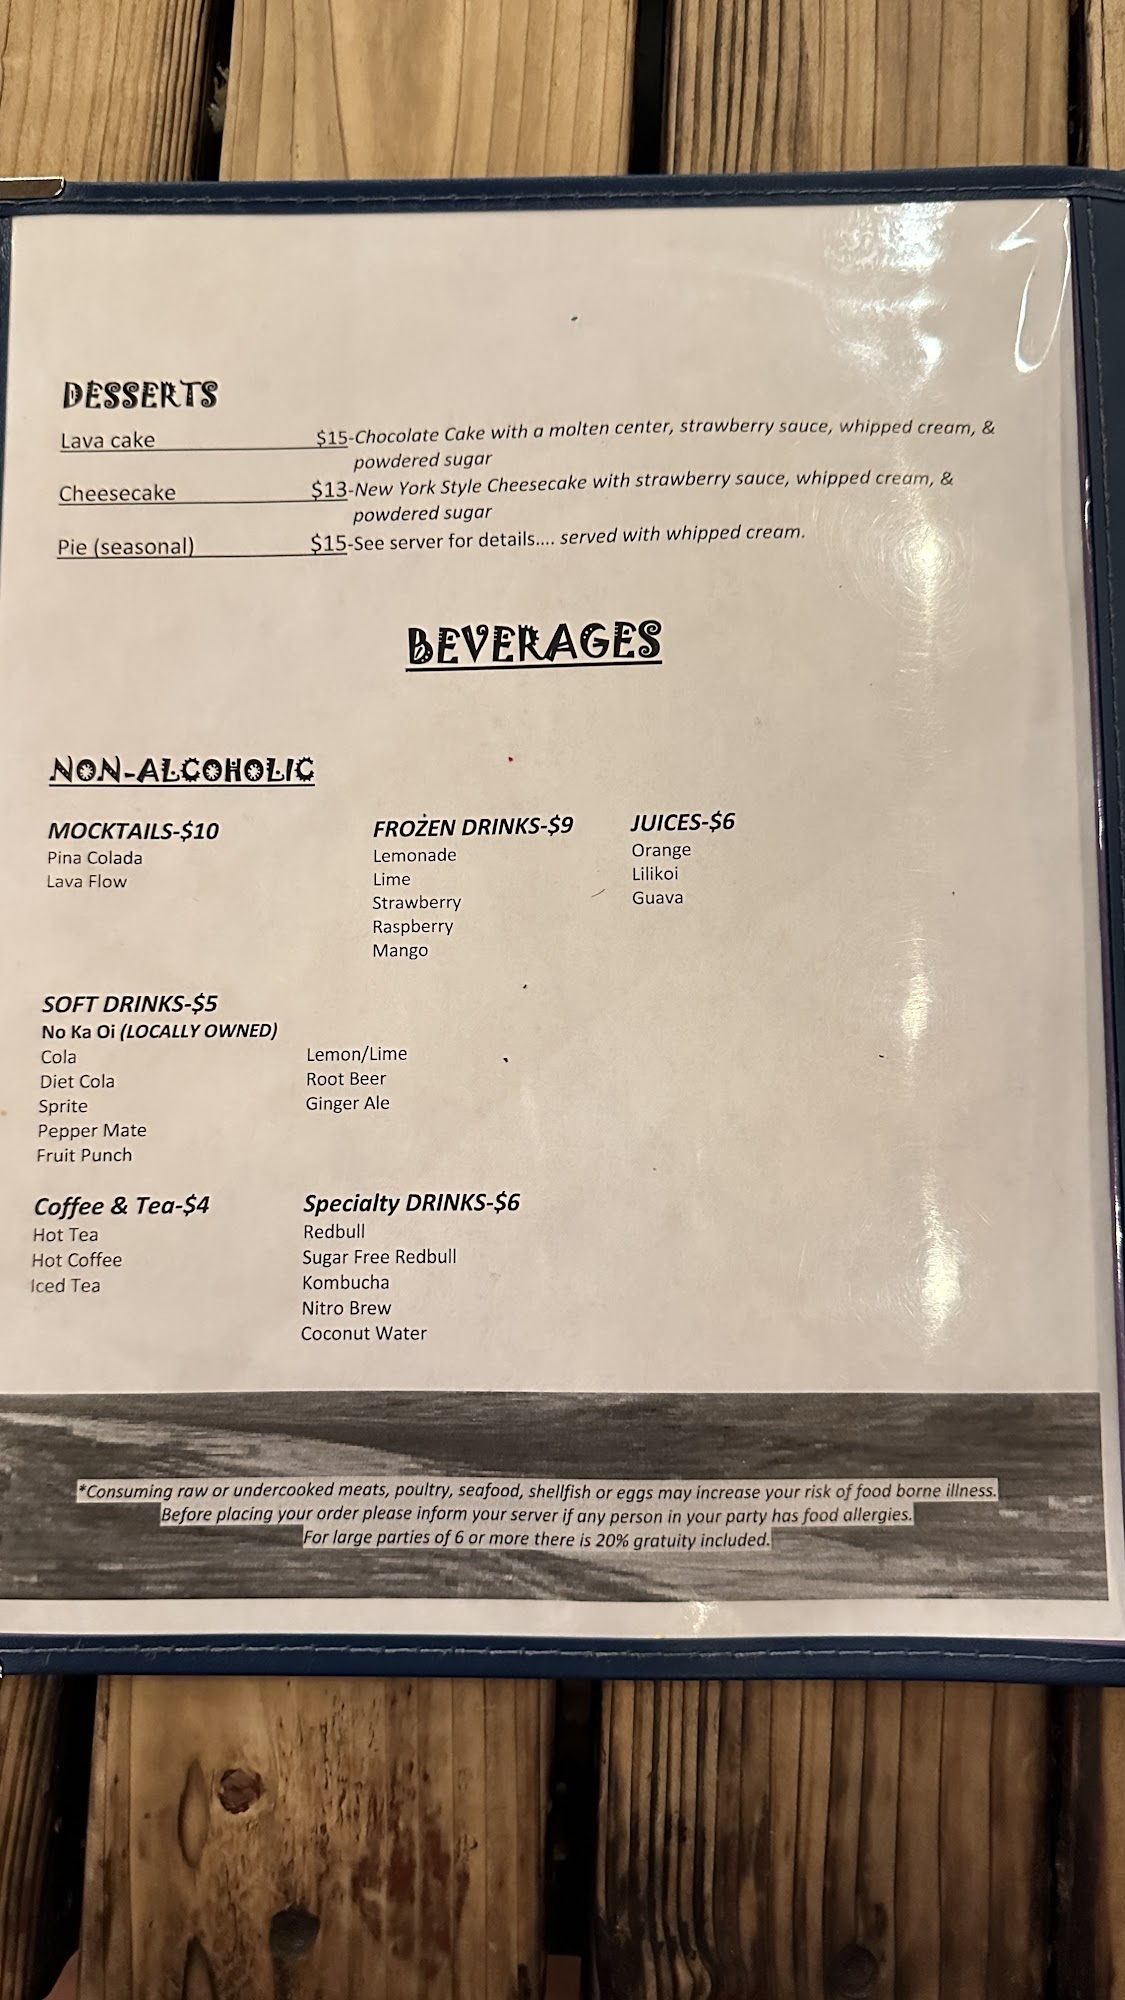 DESSERTS
Lava cake $15-Chocolate Cake with a molten center, strawberry sauce, whipped cream, &
powdered sugar
Cheesecake $13-New York Style Cheesecake with strawberry sauce, whipped cream, &
powdered sugar
Pie (seasonal) $15-See server for details.... served with whipped cream.
BEVERAGES
NON-ALCOHOLIC
MOCKTAILS-$10
Pina Colada
Lava Flow
FROZEN DRINKS-$9
Lemonade
Lime
Strawberry
Raspberry
Mango
JUICES-$6
Orange
Lilikoi
Guava
SOFT DRINKS-$5
No Ka Oi (LOCALLY OWNED)
Cola
Diet Cola
Sprite
Pepper Mate
Fruit Punch
Lemon/Lime
Root Beer
Ginger Ale
Coffee & Tea-$4
Hot Tea
Hot Coffee
Iced Tea
Specialty DRINKS-$6
Redbull
Sugar Free Redbull
Kombucha
Nitro Brew
Coconut Water
*Consuming raw or undercooked meats, poultry, seafood, shellfish or eggs may increase your risk of food borne illness.
Before placing your order please inform your server if any person in your party has food allergies.
For large parties of 6 or more there is 20% gratuity included.